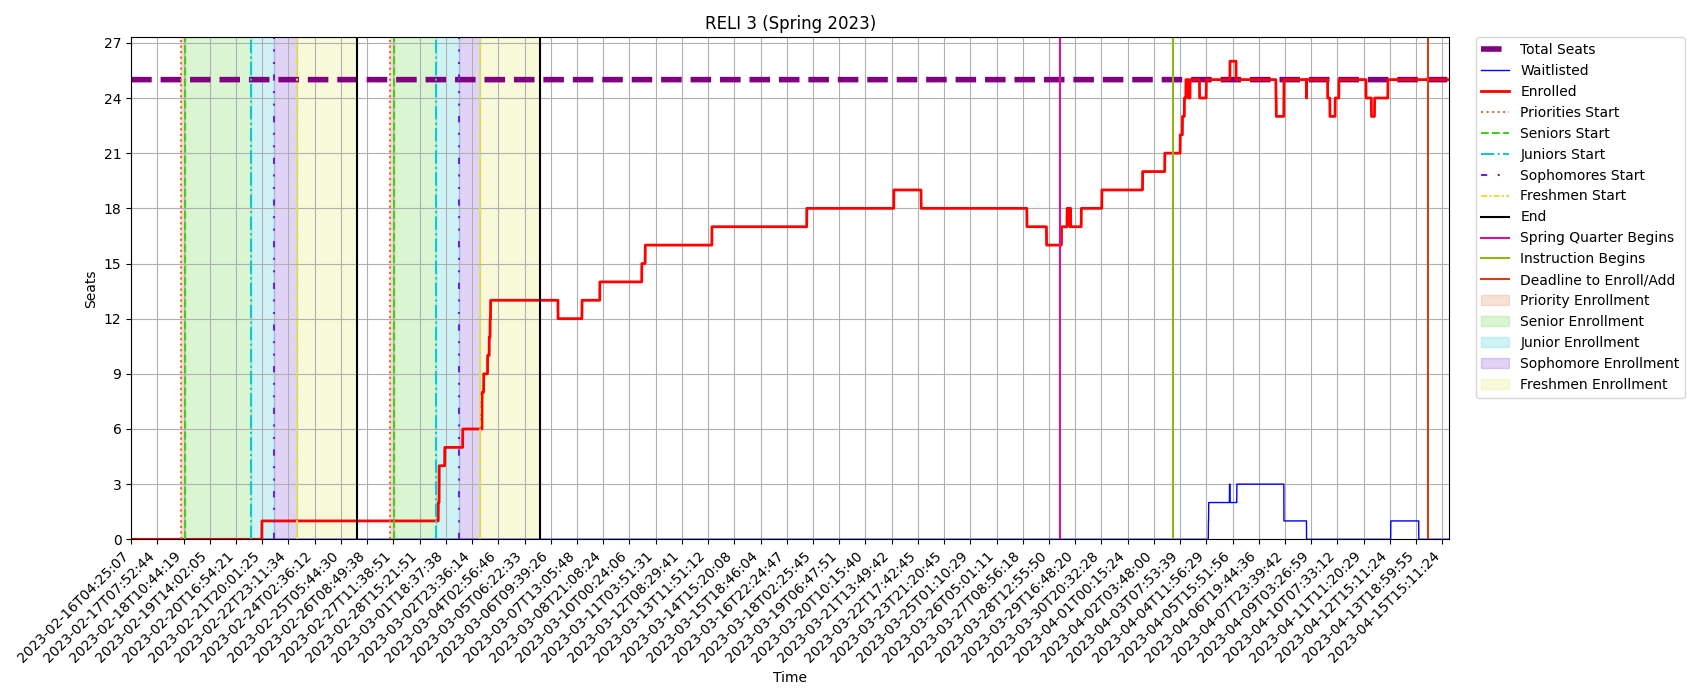 RELI 3 (Spring 2023)
27
24
21
18
15
12
9
6
3
0
Seats
2023-02-16T04:25:07
2023-02-17T07:52:44
2023-02-18T10:44:19
2023-02-19T14:02:05
2023-02-20T16:54:21
2023-02-21T20:01:25
2023-02-22T23:11:34
2023-02-24T02:36:12
2023-02-25T05:44:30
2023-02-26T08:49:38
2023-02-27T11:38:51
2023-02-28T15:21:51
2023-03-01T18:37:38
2023-03-02T23:36:14
2023-03-04T02:56:46
2023-03-05T06:22:33
2023-03-06T09:39:26
2023-03-07T13:05:48
2023-03-08T21:08:24
2023-03-10T00:24:06
2023-03-11T03:51:31
2023-03-12T08:29:41
2023-03-13T11:51:12
2023-03-14T15:20:08
2023-03-15T18:46:04
2023-03-16T22:24:47
2023-03-18T02:25:45
2023-03-19T06:47:51
2023-03-20T10:15:40
2023-03-21T13:49:42
2023-03-22T17:42:45
2023-03-23T21:20:45
2023-03-25T01:10:29
2023-03-26T05:01:11
2023-03-27T08:56:18
2023-03-28T12:55:50
2023-03-29T16:48:20
2023-03-30T20:32:28
2023-04-01T00:15:24
2023-04-02T03:48:00
2023-04-03T07:53:39
2023-04-04T11:56:29
2023-04-05T15:51:56
2023-04-06T19:44:36
2023-04-07T23:39:42
2023-04-09T03:26:59
2023-04-10T07:33:12
2023-04-11T11:20:29
2023-04-12T15:11:24
2023-04-13T18:59:55
2023-04-15T15:11:24
Time
Total Seats
Waitlisted
Enrolled
Priorities Start
Seniors Start
Juniors Start
Sophomores Start
Freshmen Start
End
Spring Quarter Begins
Instruction Begins
Deadline to Enroll/Add
Priority Enrollment
Senior Enrollment
Junior Enrollment
Sophomore Enrollment
Freshmen Enrollment